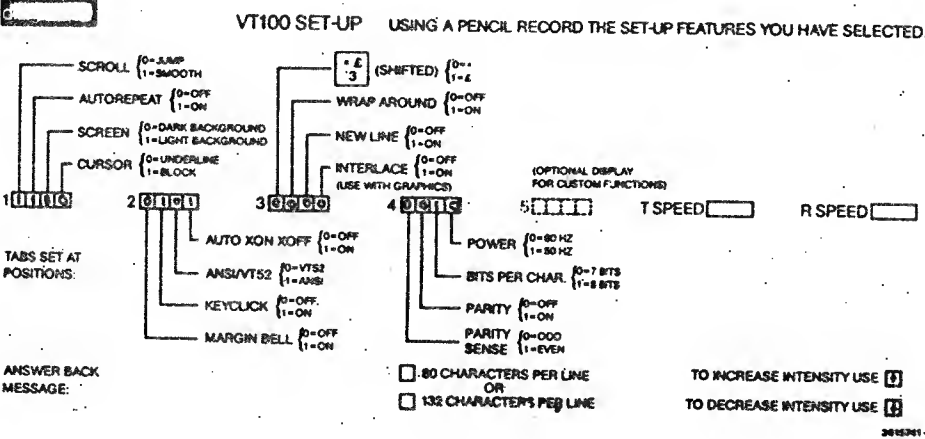 VT100 SET-UP USING A PENCIL RECORD THE SET-UP FEATURES YOU HAVE SELECTED
SCROLL {0=JUMP
1=SMOOTH
AUTOREPEAT {0=OFF
1=ON
SCREEN {0=DARK BACKGROUND
1=LIGHT BACKGROUND
CURSOR {0=UNDERLINE
1=BLOCK
£
3
(SHIFTED) {0=
1=£
WRAP AROUND {0=OFF
1=ON
NEW LINE {0=OFF
1=ON
INTERLACE {0=OFF
1=ON
(USE WITH GRAPHICS)
(OPTIONAL DISPLAY
FOR CUSTOM FUNCTIONS)
1 2 0101 3 0000 4 5 T SPEED R SPEED
TABS SET AT
POSITIONS:
AUTO XON XOFF {0=OFF
1=ON
ANSI/VT52 {0=VT52
1=ANSI
KEYCLICK {0=OFF.
1=ON
MARGIN BELL {0=OFF
1=ON
POWER {0=60 HZ
1=50 HZ
BITS PER CHAR. {0=7 BITS
1=8 BITS
PARITY {0=OFF
1=ON
PARITY
SENSE {0=ODD
1=EVEN
ANSWER BACK
MESSAGE:
80 CHARACTERS PER LINE
OR
132 CHARACTERS PER LINE
TO INCREASE INTENSITY USE
TO DECREASE INTENSITY USE